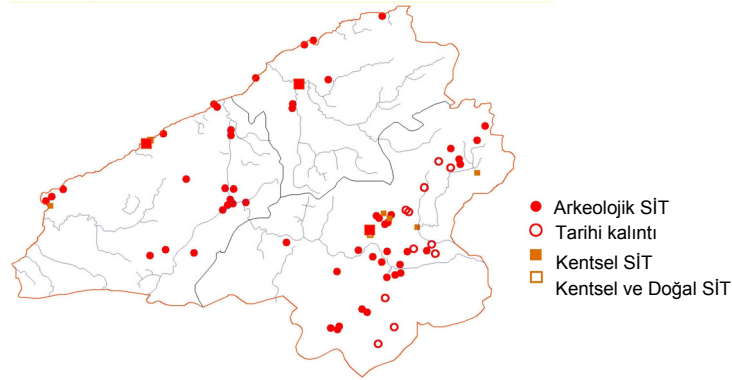 Arkeolojik SİT
Tarihi kalıntı
Kentsel SİT
Kentsel ve Doğal SİT